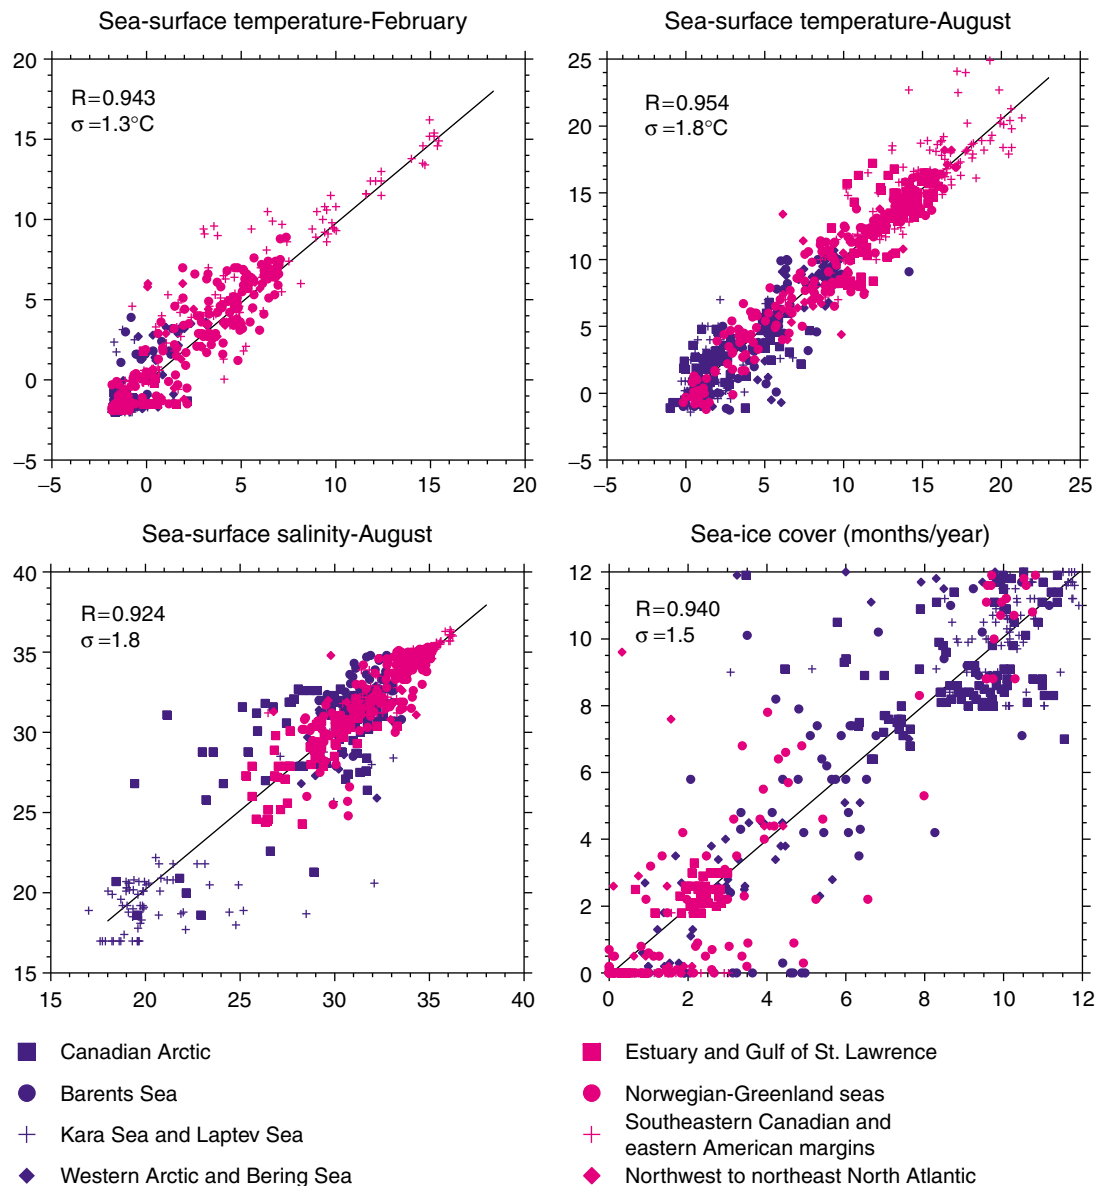 Sea-surface temperature-February
Sea-surface temperature-August
20
15
10
5
0
−5
R=0.943
σ =1.3°C
−5 0 5 10 15 20
25
20
15
10
5
0
−5
R=0.954
σ =1.8°C
−5 0 5 10 15 20 25
Sea-surface salinity-August
Sea-ice cover (months/year)
40
35
30
25
20
15
R=0.924
σ =1.8
15 20 25 30 35 40
12
10
8
6
4
2
0
R=0.940
σ =1.5
0 2 4 6 8 10 12
Canadian Arctic
Barents Sea
Kara Sea and Laptev Sea
Western Arctic and Bering Sea
Estuary and Gulf of St. Lawrence
Norwegian-Greenland seas
Southeastern Canadian and
eastern American margins
Northwest to northeast North Atlantic